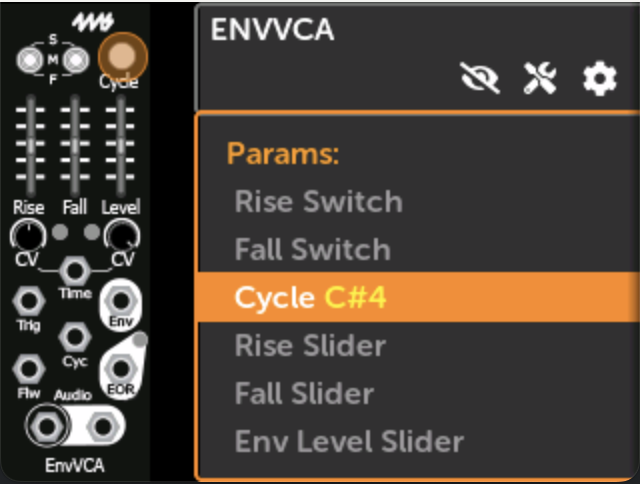 4ms
S
M
F
Cycle
Rise Fall Level
CV CV
Time
Trig
Env
Cyc
Flw
EOR
Audio
EnvVCA
ENVVCA
Params:
Rise Switch
Fall Switch
Cycle C#4
Rise Slider
Fall Slider
Env Level Slider